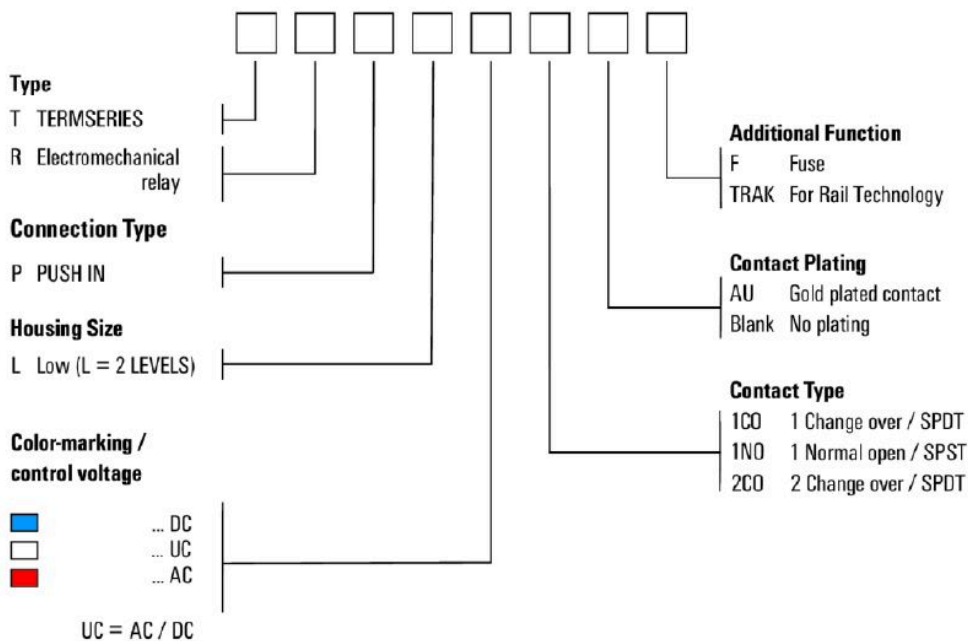 Type
T TERMSERIES
R Electromechanical
relay
Connection Type
P PUSH IN
Housing Size
L Low (L = 2 LEVELS)
Color-marking /
control voltage
... DC
... UC
... AC
UC = AC / DC
Additional Function
F Fuse
TRAK For Rail Technology
Contact Plating
AU Gold plated contact
Blank No plating
Contact Type
1CO 1 Change over / SPDT
1NO 1 Normal open / SPST
2CO 2 Change over / SPDT